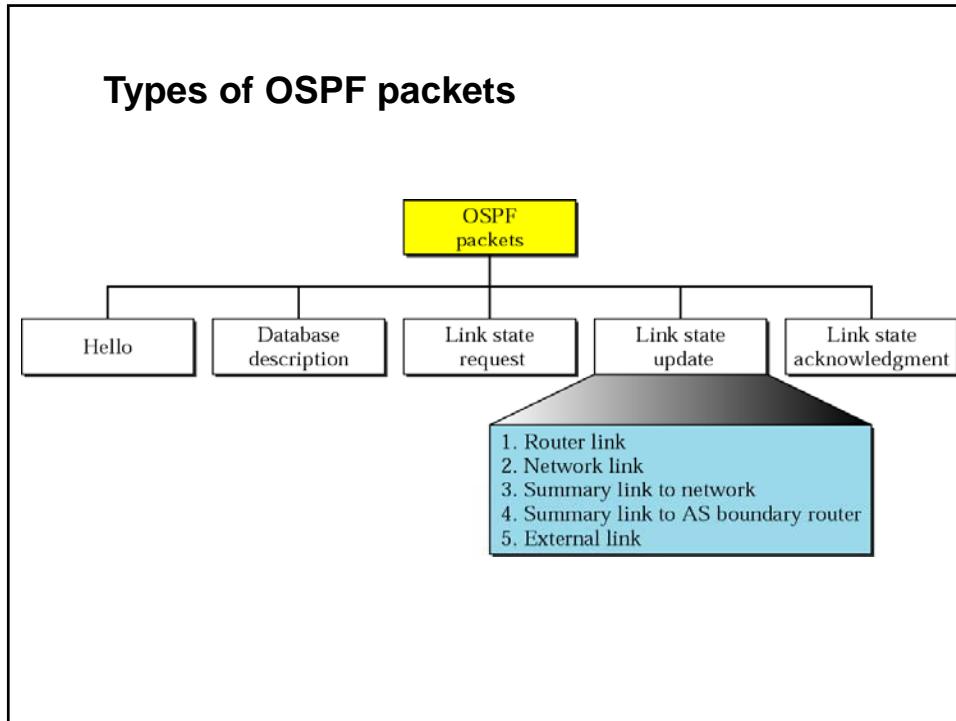 Types of OSPF packets
OSPF
packets
Hello
Database
description
Link state
request
Link state
update
Link state
acknowledgment
1. Router link
2. Network link
3. Summary link to network
4. Summary link to AS boundary router
5. External link